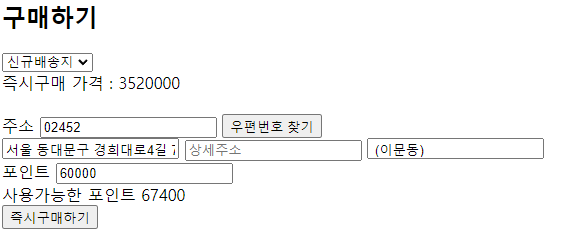 구매하기
신규배송지
즉시구매 가격 : 3520000
주소 02452 우편번호 찾기
서울 동대문구 경희대로4길 상세주소 (이문동)
포인트 60000
사용가능한 포인트 67400
즉시구매하기